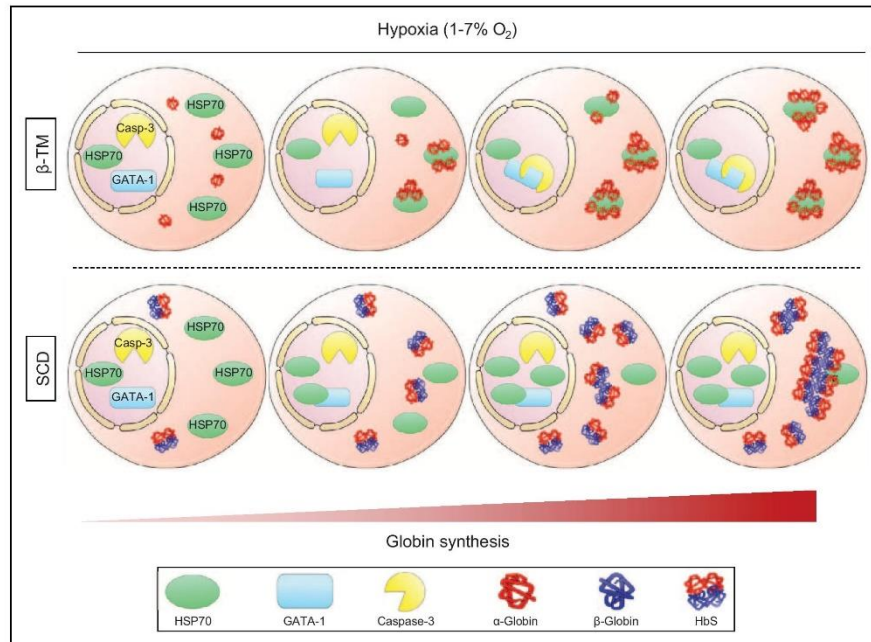 Hypoxia (1-7% O₂)
β-TM
HSP70
Casp-3
HSP70
HSP70
GATA-1
HSP70
SCD
HSP70
Casp-3
HSP70
HSP70
GATA-1
HSP70
Globin synthesis
HSP70 GATA-1 Caspase-3 α-Globin β-Globin HbS